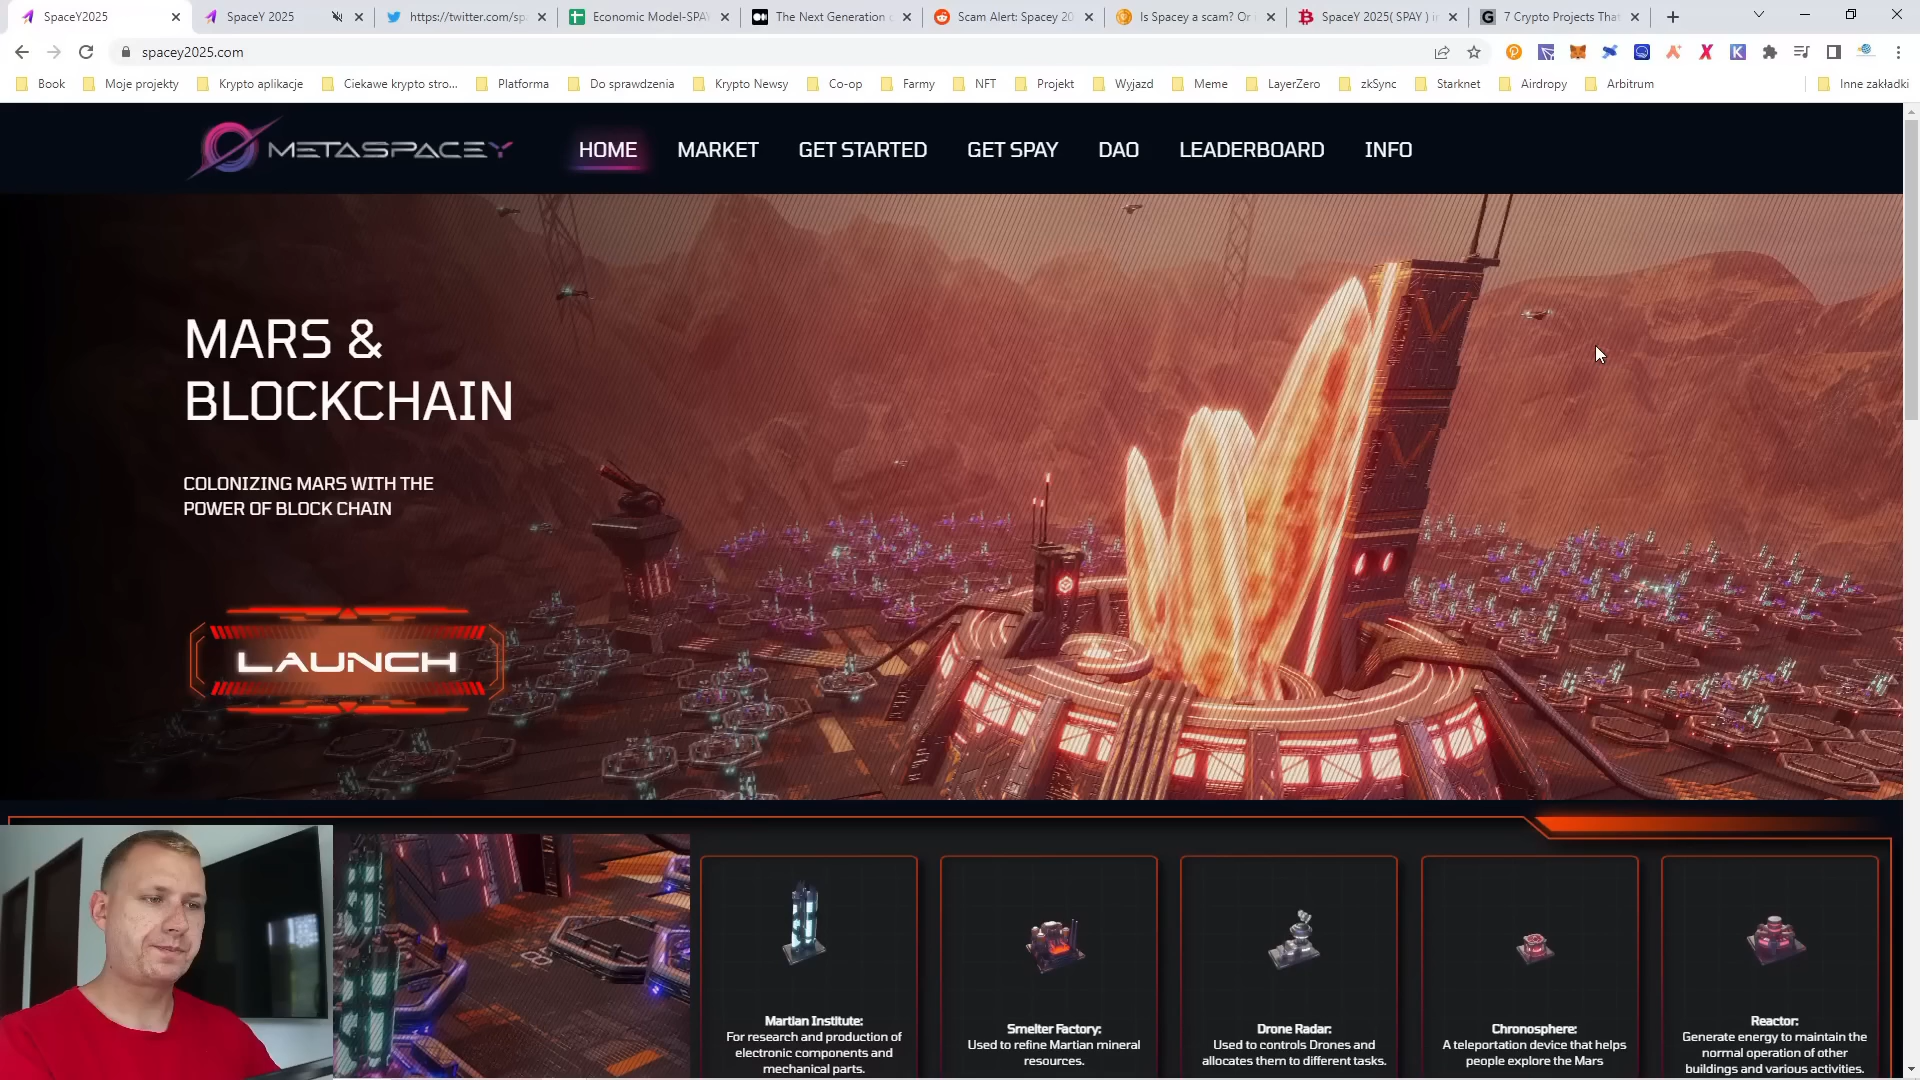 SpaceY2025
SpaceY 2025
https://twitter.com/sp
Economic Model-SPAY
The Next Generation
Scam Alert: Spacey 20
Is Spacey a scam? Or
SpaceY 2025( SPAY ) i
7 Crypto Projects That
spacey2025.com
Book
Moje projekty
Krypto aplikacje
Ciekawe krypto stro...
Platforma
Do sprawdzenia
Krypto Newsy
Co-op
Farmy
NFT
Projekt
Wyjazd
Meme
LayerZero
zkSync
Starknet
Airdropy
Arbitrum
Inne zakładki
METASPACEY
HOME
MARKET
GET STARTED
GET SPAY
DAO
LEADERBOARD
INFO
MARS &
BLOCKCHAIN
COLONIZING MARS WITH THE
POWER OF BLOCK CHAIN
LAUNCH
Martian Institute:
For research and production of
electronic components and
mechanical parts.
Smelter Factory:
Used to refine Martian mineral
resources.
Drone Radar:
Used to controls Drones and
allocates them to different tasks.
Chronosphere:
A teleportation device that helps
people explore the Mars
Reactor:
Generate energy to maintain the
normal operation of other
buildings and various activities.